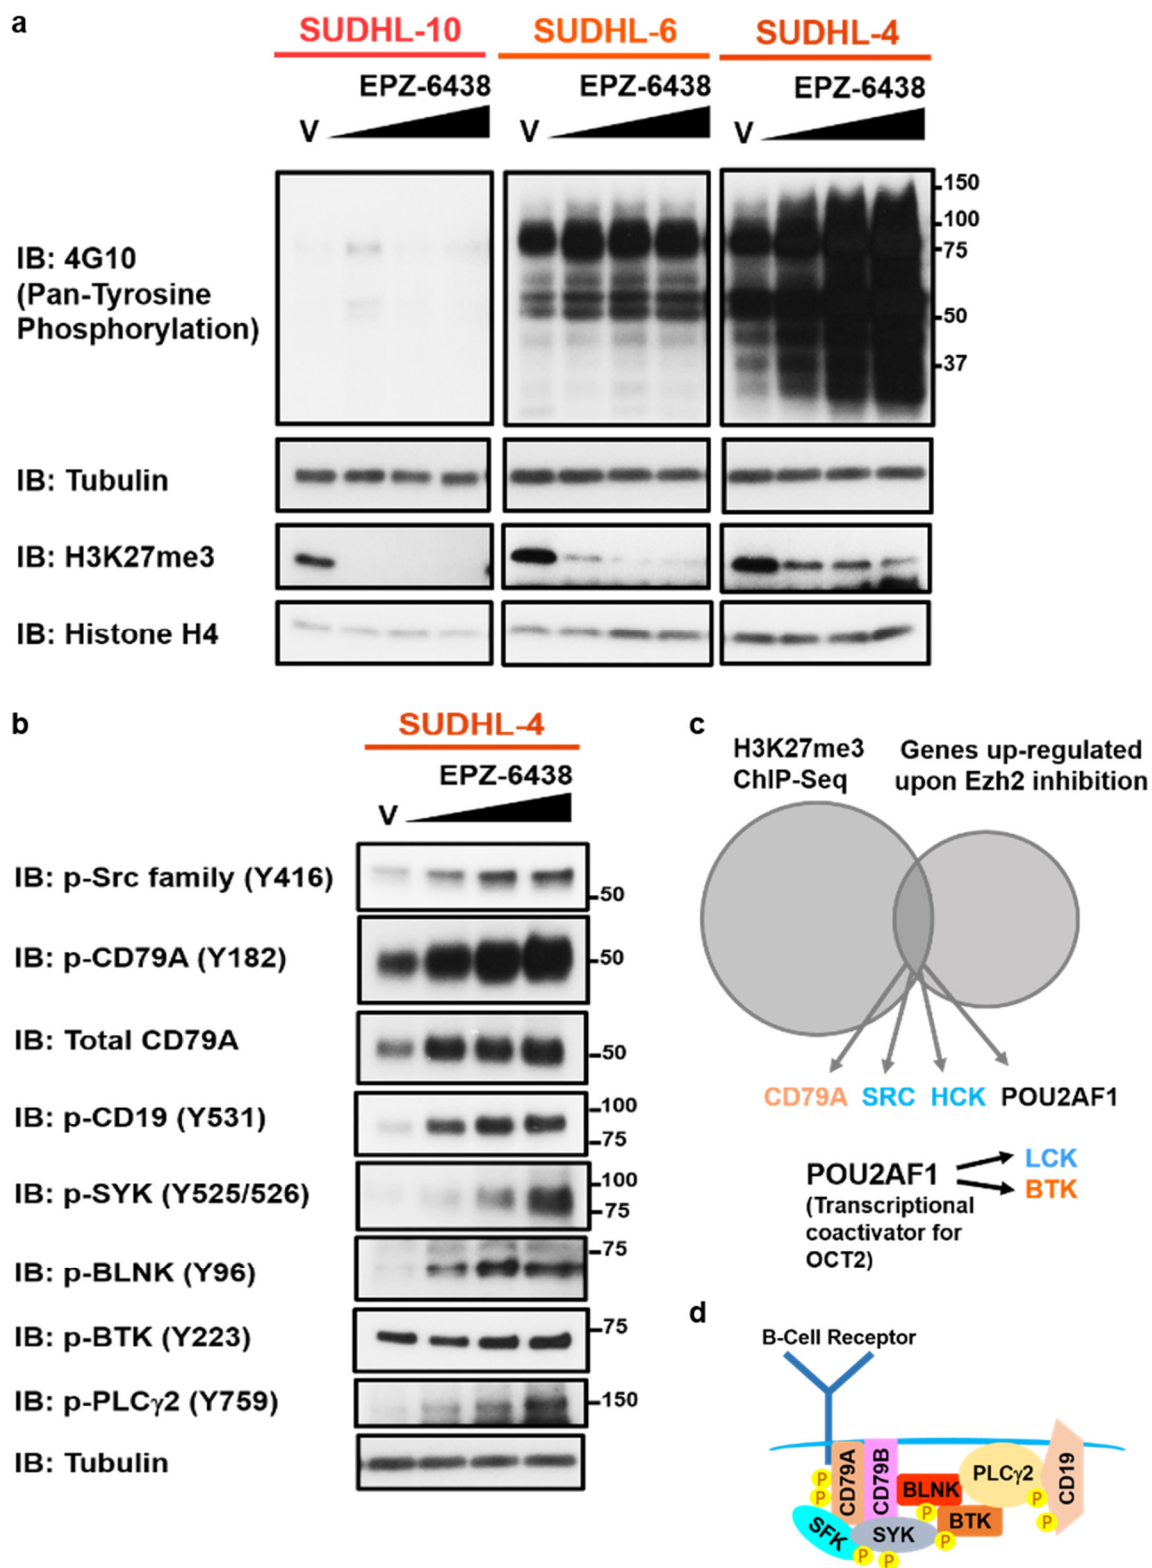 a
SUDHL-10
SUDHL-6
SUDHL-4
EPZ-6438
EPZ-6438
EPZ-6438
V
V
V
IB: 4G10
(Pan-Tyrosine
Phosphorylation)
150
100
75
50
37
IB: Tubulin
IB: H3K27me3
IB: Histone H4
b
SUDHL-4
EPZ-6438
V
IB: p-Src family (Y416)
50
IB: p-CD79A (Y182)
50
IB: Total CD79A
50
IB: p-CD19 (Y531)
100
75
IB: p-SYK (Y525/526)
100
75
IB: p-BLNK (Y96)
75
IB: p-BTK (Y223)
75
IB: p-PLCγ2 (Y759)
150
IB: Tubulin
c
H3K27me3
ChIP-Seq
Genes up-regulated
upon Ezh2 inhibition
CD79A SRC HCK POU2AF1
POU2AF1
(Transcriptional
coactivator for
OCT2)
LCK
BTK
d
B-Cell Receptor
CD79A
CD79B
BLNK
PLCγ2
CD19
SFK
SYK
BTK
P
P
P
P
P
P
P
P